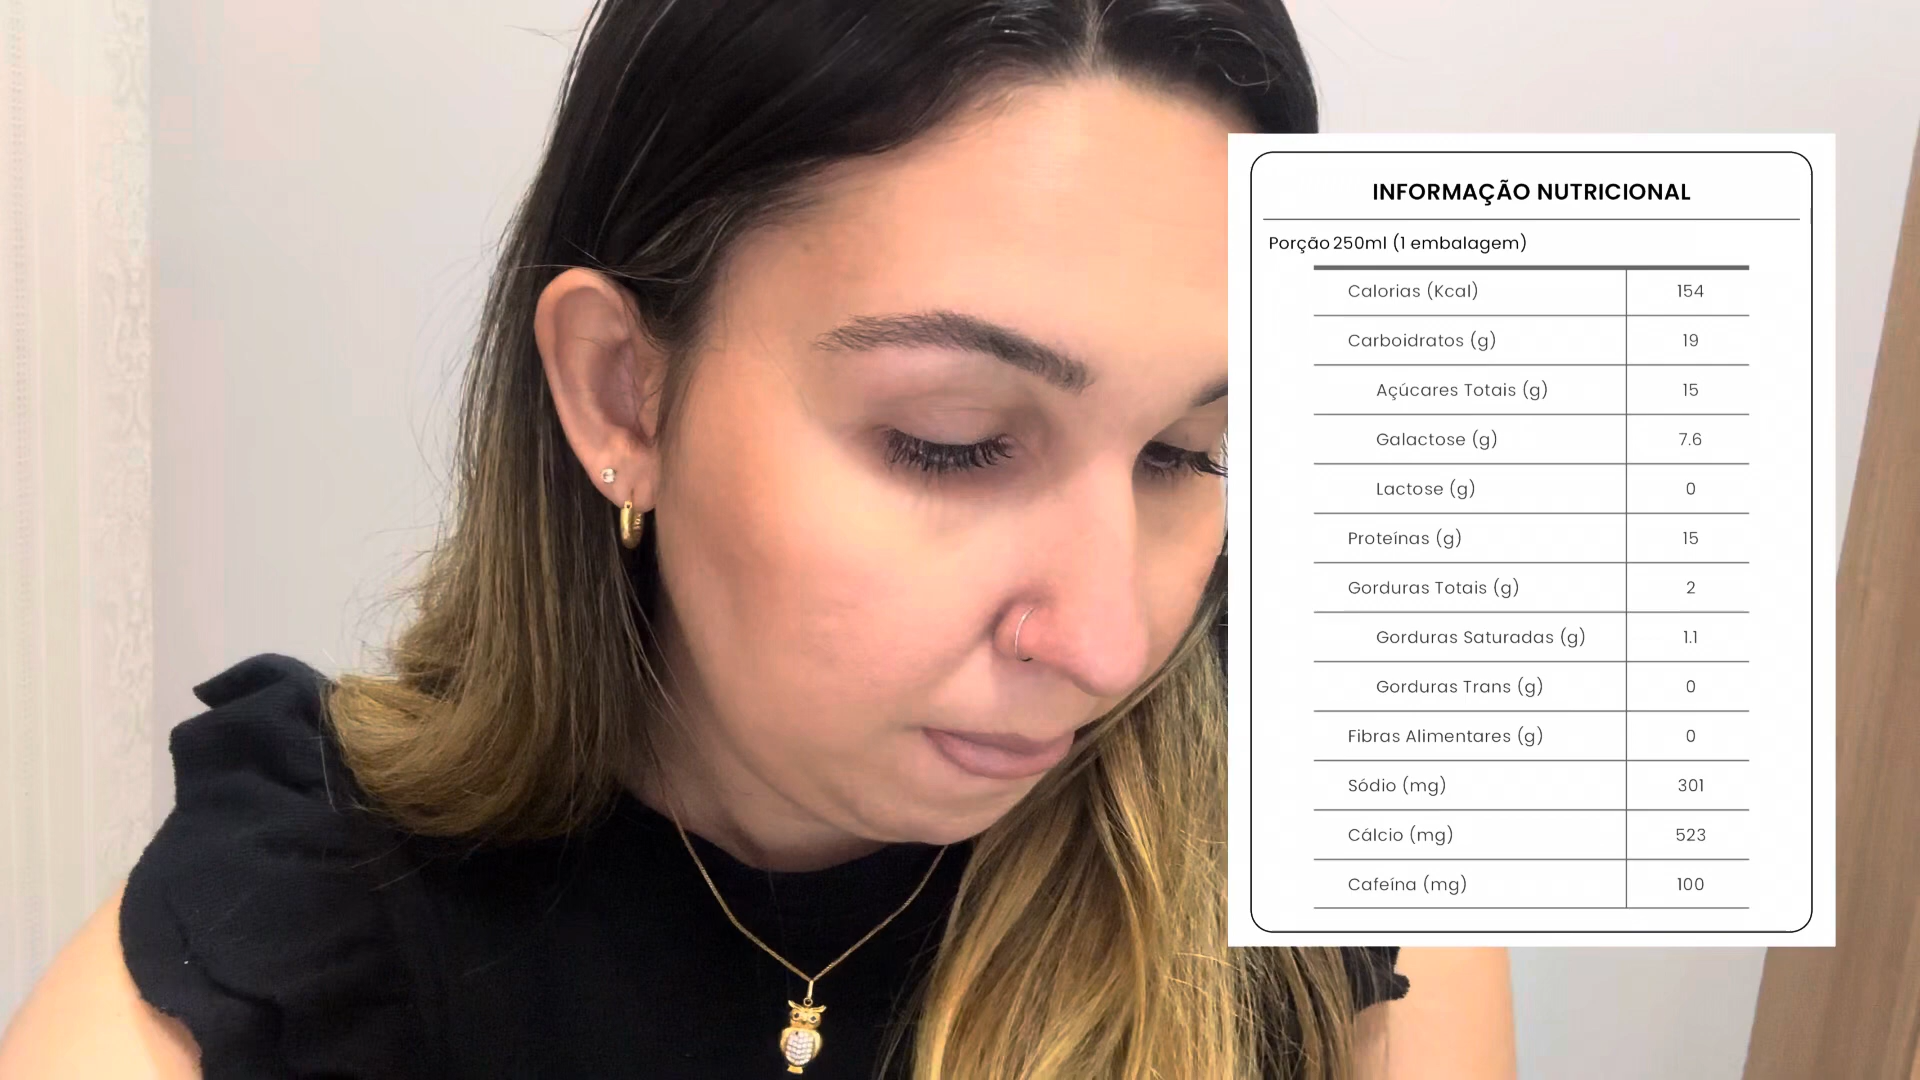 INFORMAÇÃO NUTRICIONAL
Porção 250ml (1 embalagem)
Calorias (Kcal) 154
Carboidratos (g) 19
Açúcares Totais (g) 15
Galactose (g) 7.6
Lactose (g) 0
Proteínas (g) 15
Gorduras Totais (g) 2
Gorduras Saturadas (g) 1.1
Gorduras Trans (g) 0
Fibras Alimentares (g) 0
Sódio (mg) 301
Cálcio (mg) 523
Cafeína (mg) 100